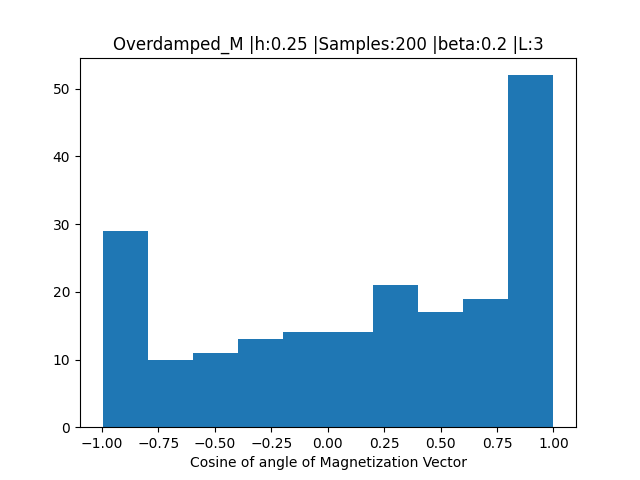 Overdamped_M |h:0.25 |Samples:200 |beta:0.2 |L:3
50
40
30
20
10
0
−1.00 −0.75 −0.50 −0.25 0.00 0.25 0.50 0.75 1.00
Cosine of angle of Magnetization Vector